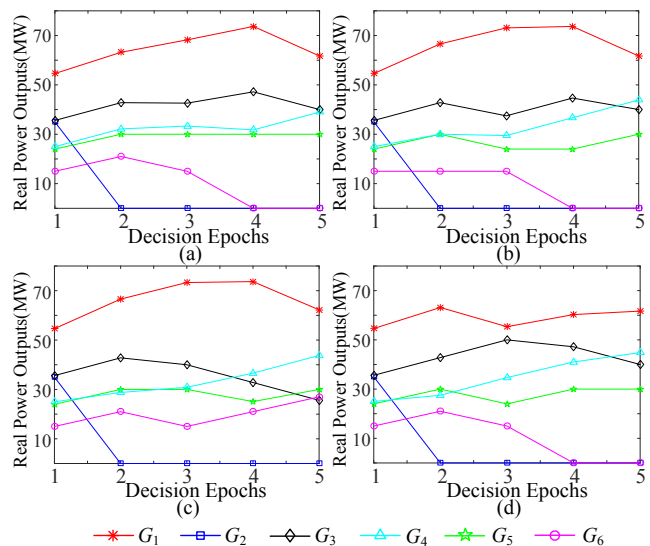 Real Power Outputs(MW)
70
50
30
10
1 2 3 4 5
Decision Epochs
(a)
Real Power Outputs(MW)
70
50
30
10
1 2 3 4 5
Decision Epochs
(b)
Real Power Outputs(MW)
70
50
30
10
1 2 3 4 5
Decision Epochs
(c)
Real Power Outputs(MW)
70
50
30
10
1 2 3 4 5
Decision Epochs
(d)
G1 G2 G3 G4 G5 G6